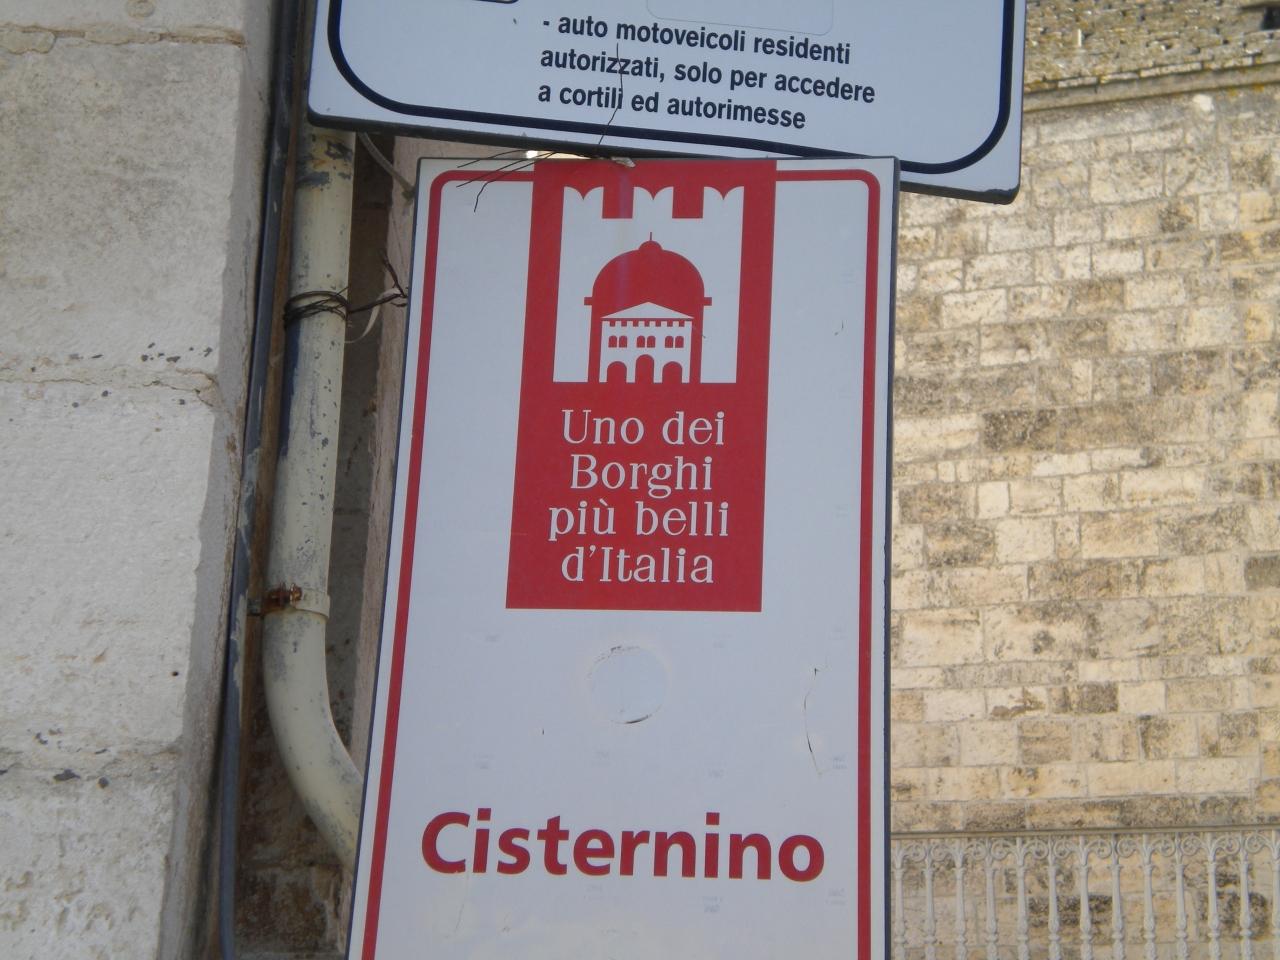 - auto motoveicoli residenti
autorizzati, solo per accedere
a cortili ed autorimesse
Uno dei
Borghi
più belli
d'Italia
Cisternino